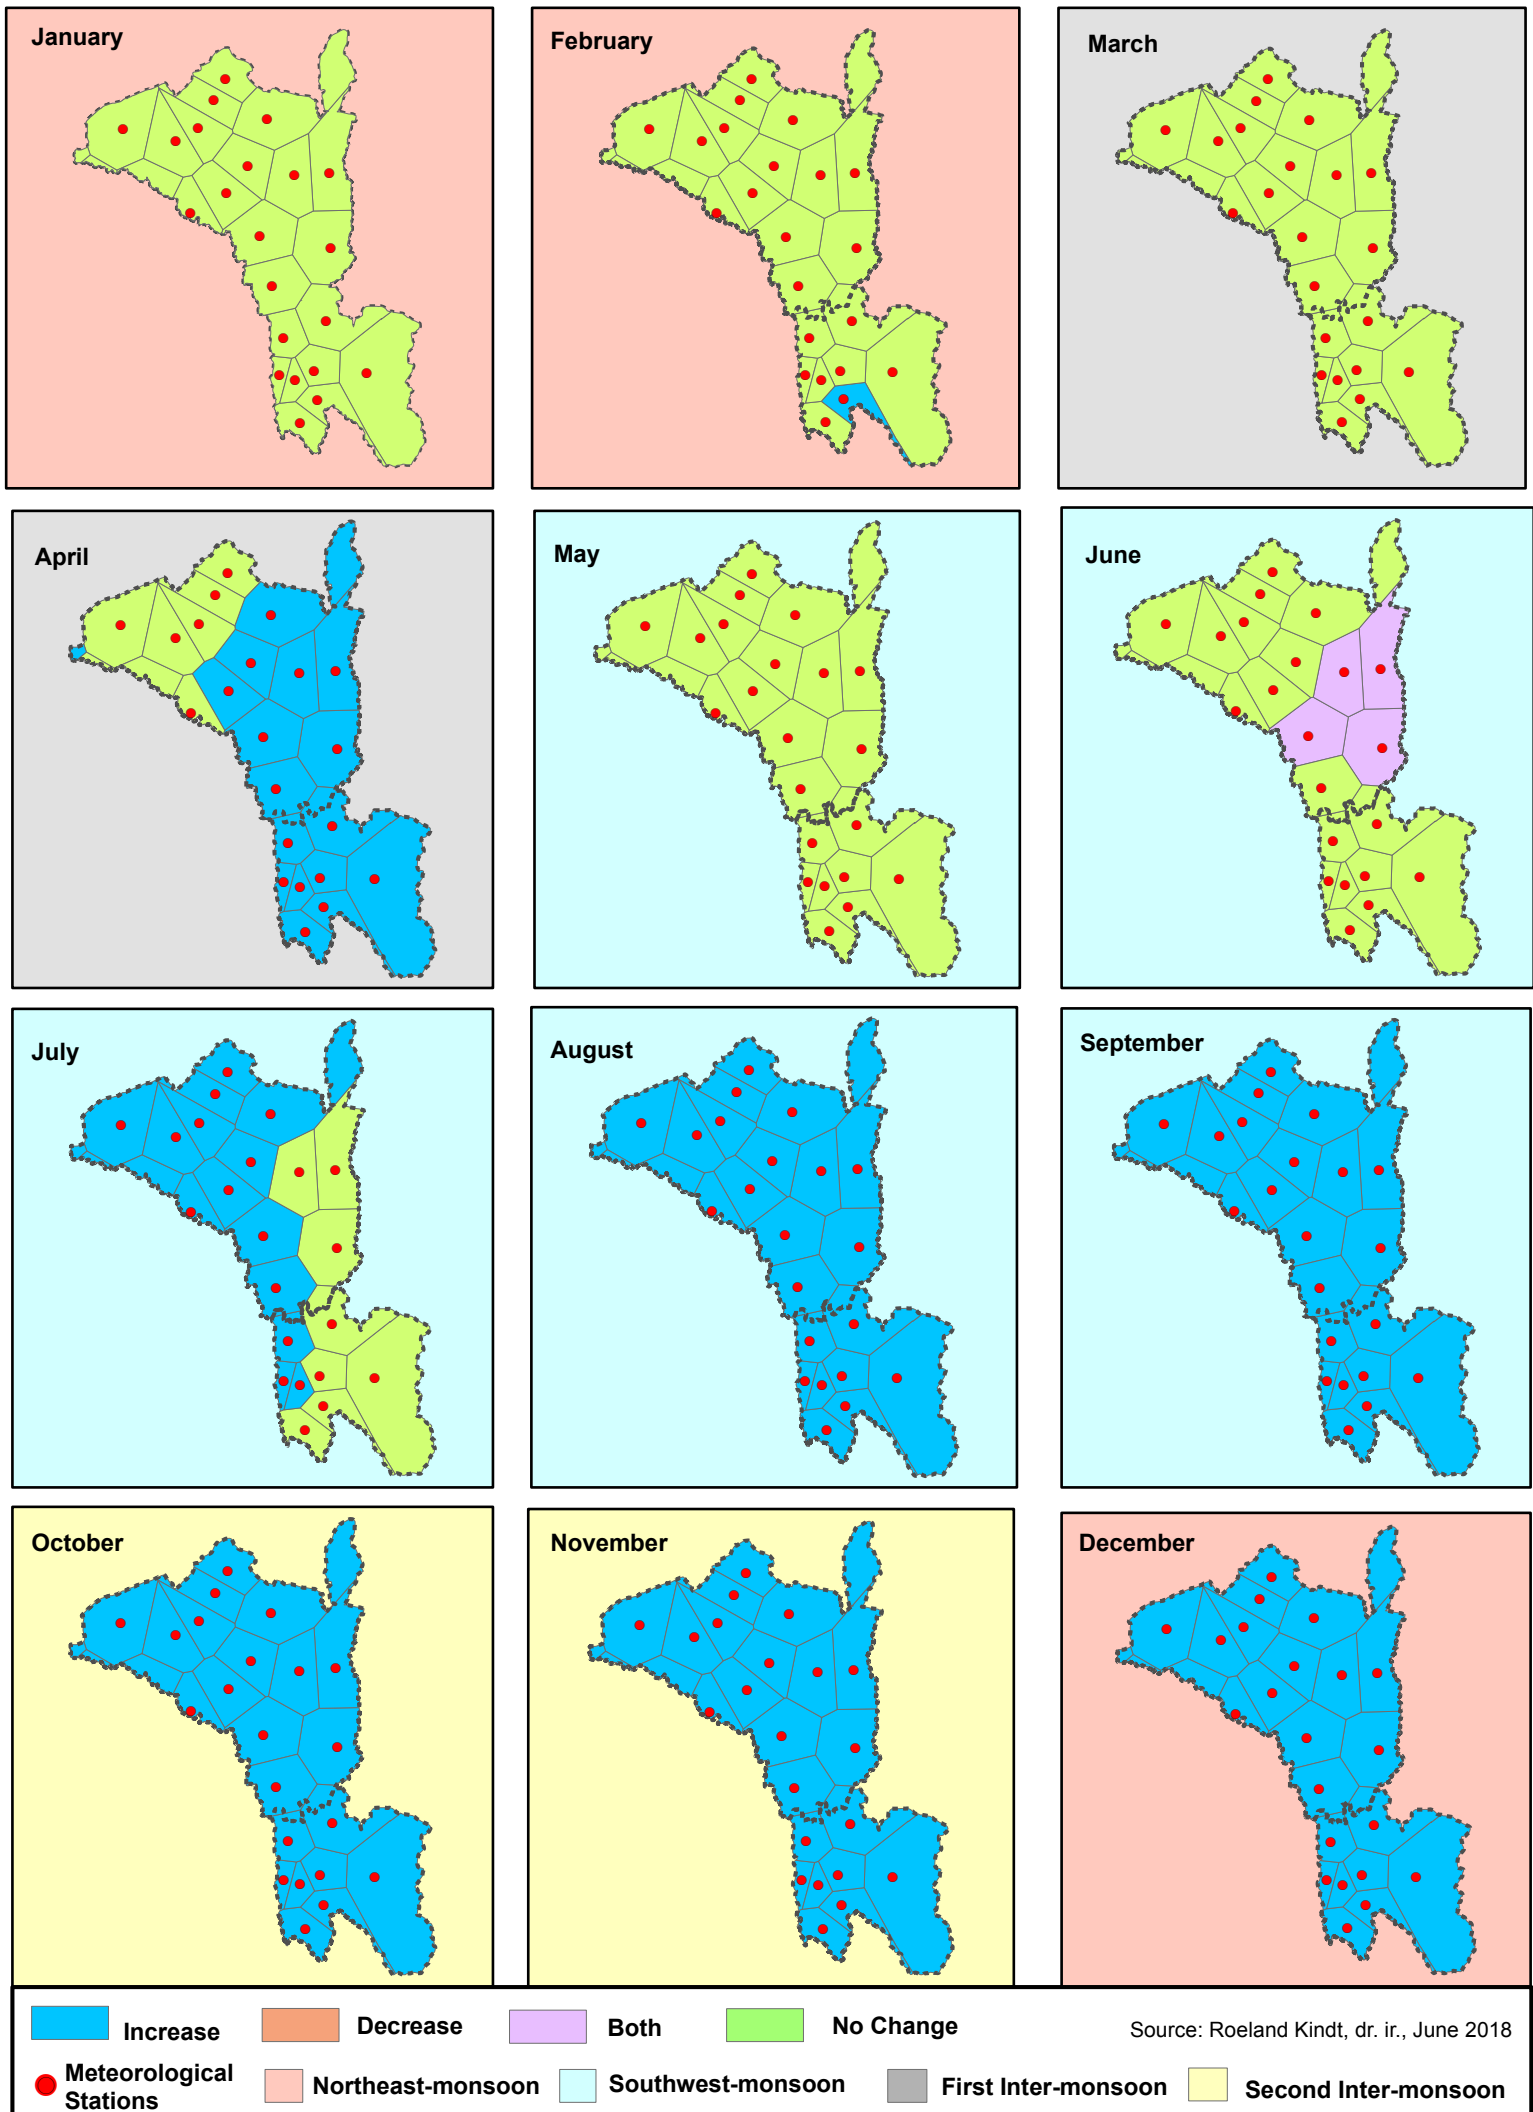 January
February
March
April
May
June
July
August
September
October
November
December
Increase
Decrease
Both
No Change
Source: Roeland Kindt, dr. ir., June 2018
Meteorological
Stations
Northeast-monsoon
Southwest-monsoon
First Inter-monsoon
Second Inter-monsoon